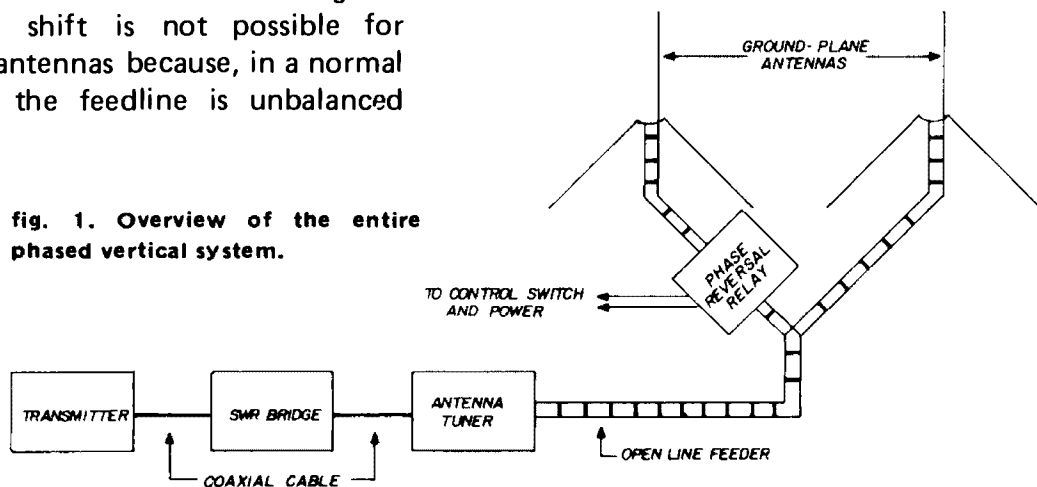 shift is not possible for
antennas because, in a normal
the feedline is unbalanced
fig. 1. Overview of the entire
phased vertical system.
GROUND-PLANE
ANTENNAS
PHASE
REVERSAL
RELAY
TO CONTROL SWITCH
AND POWER
TRANSMITTER
SWR BRIDGE
ANTENNA
TUNER
OPEN LINE FEEDER
COAXIAL CABLE